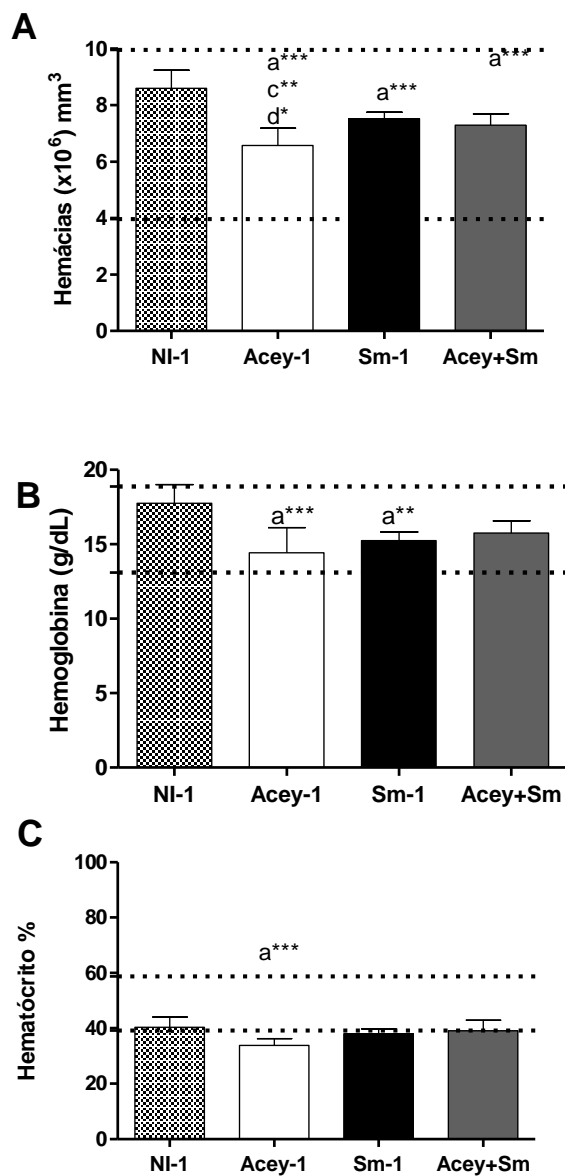 A
Hemácias (x10⁶) mm³
10
8
6
4
2
0
a***
c**
d*
a***
a***
NI-1 Acey-1 Sm-1 Acey+Sm
B
Hemoglobina (g/dL)
20
15
10
5
0
a***
a**
NI-1 Acey-1 Sm-1 Acey+Sm
C
Hematócrito %
100
80
60
40
20
0
a***
NI-1 Acey-1 Sm-1 Acey+Sm